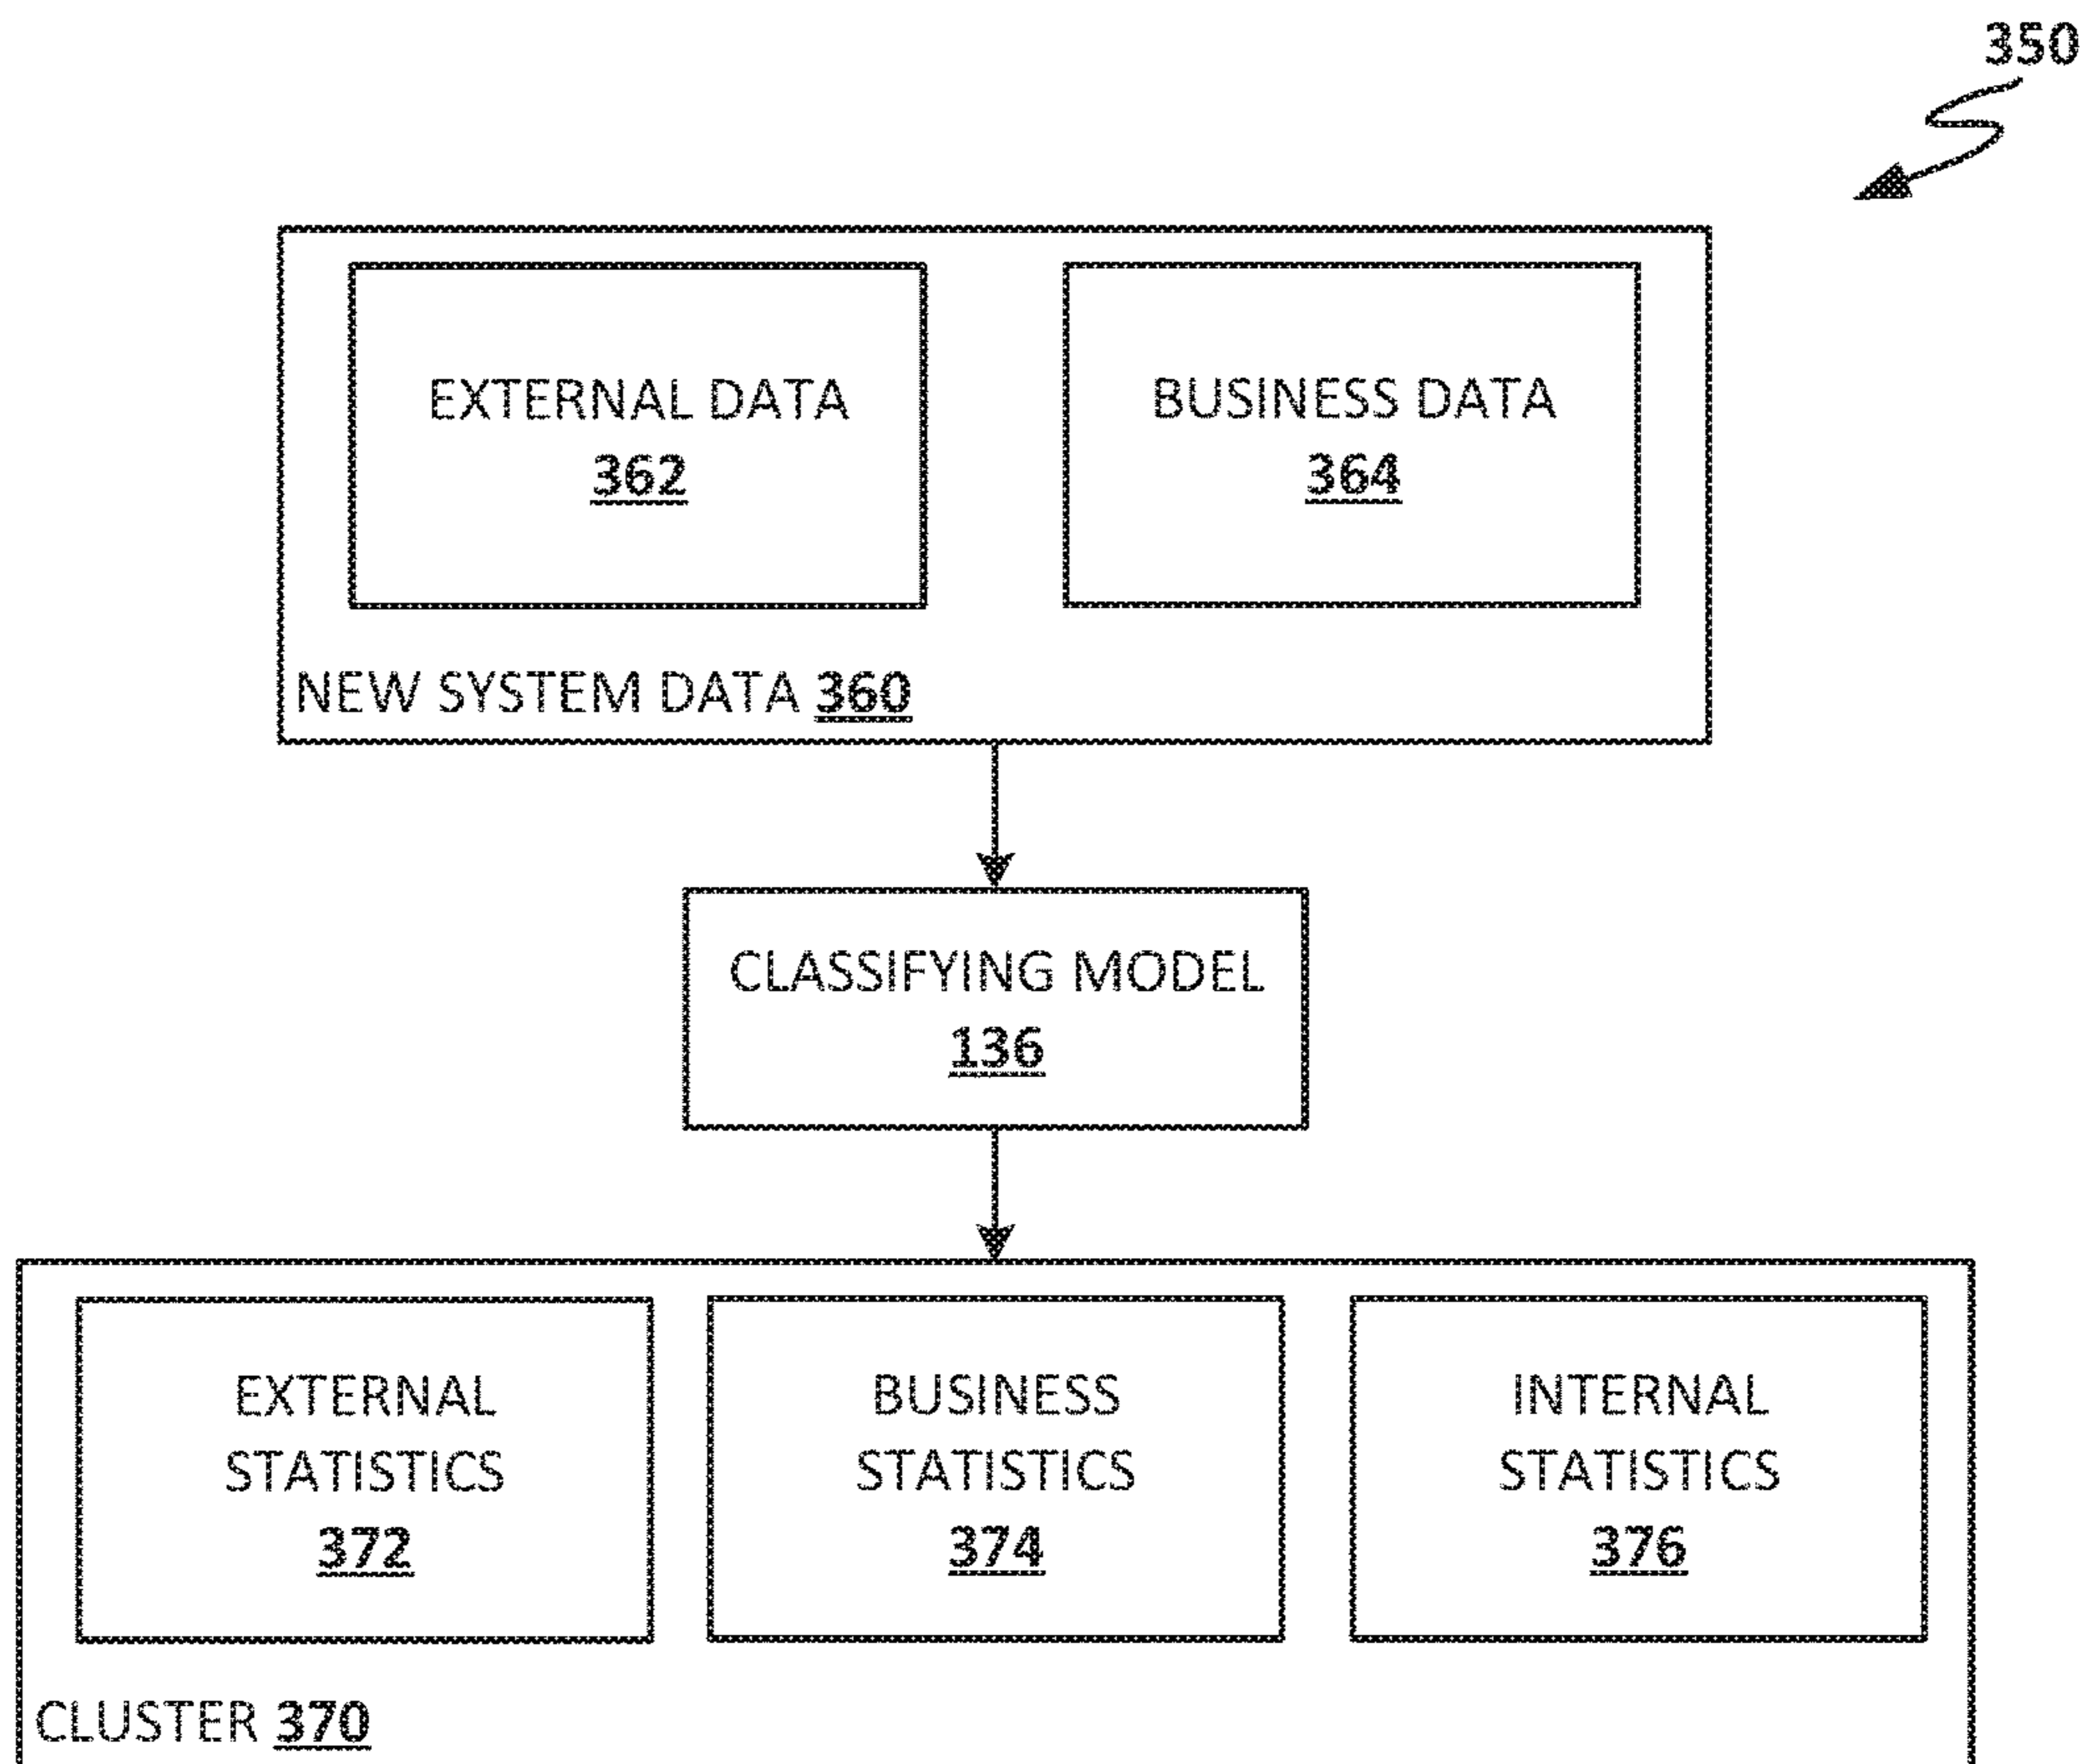 350
EXTERNAL DATA
362
BUSINESS DATA
364
NEW SYSTEM DATA 360
CLASSIFYING MODEL
136
EXTERNAL
STATISTICS
372
BUSINESS
STATISTICS
374
INTERNAL
STATISTICS
376
CLUSTER 370